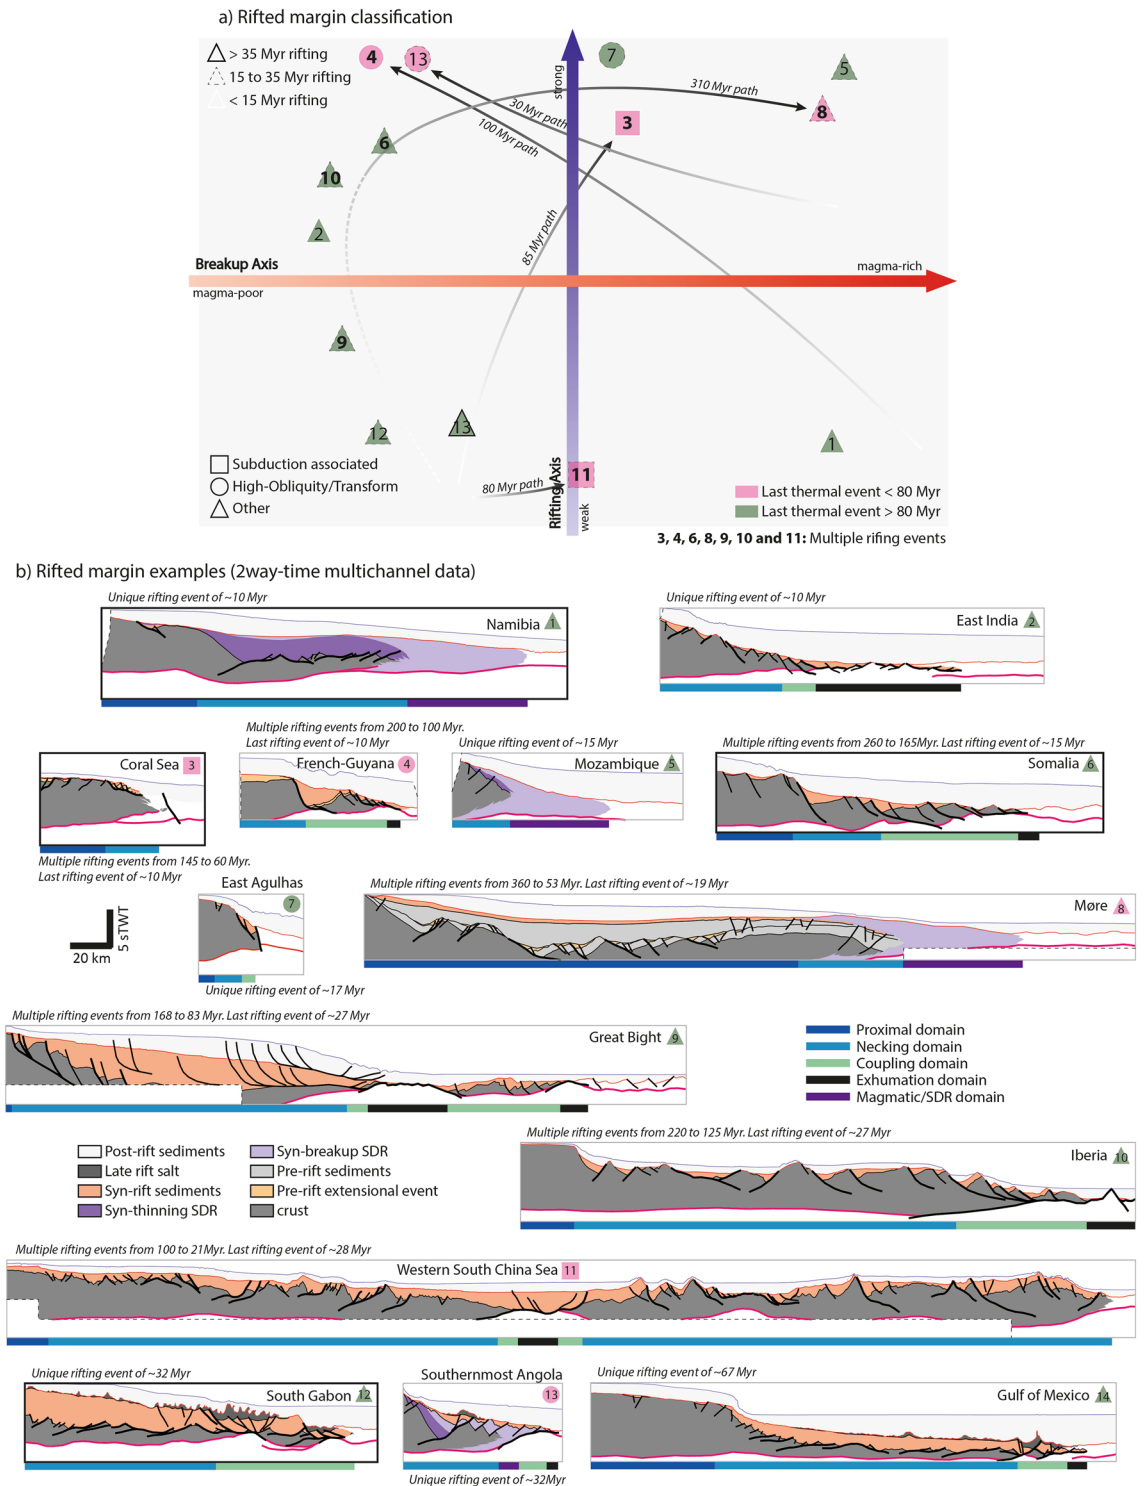 a) Rifted margin classification
> 35 Myr rifting
15 to 35 Myr rifting
< 15 Myr rifting
4
13
7
5
strong
310 Myr path
8
30 Myr path
100 Myr path
3
6
10
2
85 Myr path
Breakup Axis
magma-rich
magma-poor
9
12
13
1
Subduction associated
High-Obliquity/Transform
Other
80 Myr path
11
Rifting Axis
weak
Last thermal event < 80 Myr
Last thermal event > 80 Myr
3, 4, 6, 8, 9, 10 and 11: Multiple rifing events
b) Rifted margin examples (2way-time multichannel data)
Unique rifting event of ~10 Myr
Namibia 1
Unique rifting event of ~10 Myr
East India 2
Coral Sea 3
Multiple rifting events from 145 to 60 Myr.
Last rifting event of ~10 Myr
Multiple rifting events from 200 to 100 Myr.
Last rifting event of ~10 Myr
French-Guyana 4
Unique rifting event of ~15 Myr
Mozambique 5
Multiple rifting events from 260 to 165Myr. Last rifting event of ~15 Myr
Somalia 6
East Agulhas
7
Unique rifting event of ~17 Myr
5 sTWT
20 km
Multiple rifting events from 360 to 53 Myr. Last rifting event of ~19 Myr
Møre 8
Multiple rifting events from 168 to 83 Myr. Last rifting event of ~27 Myr
Great Bight 9
Proximal domain
Necking domain
Coupling domain
Exhumation domain
Magmatic/SDR domain
Post-rift sediments
Late rift salt
Syn-rift sediments
Syn-thinning SDR
Syn-breakup SDR
Pre-rift sediments
Pre-rift extensional event
crust
Multiple rifting events from 220 to 125 Myr. Last rifting event of ~27 Myr
Iberia 10
Multiple rifting events from 100 to 21Myr. Last rifting event of ~28 Myr
Western South China Sea 11
Unique rifting event of ~32 Myr
South Gabon 12
Southernmost Angola
13
Unique rifting event of ~32Myr
Unique rifting event of ~67 Myr
Gulf of Mexico 14